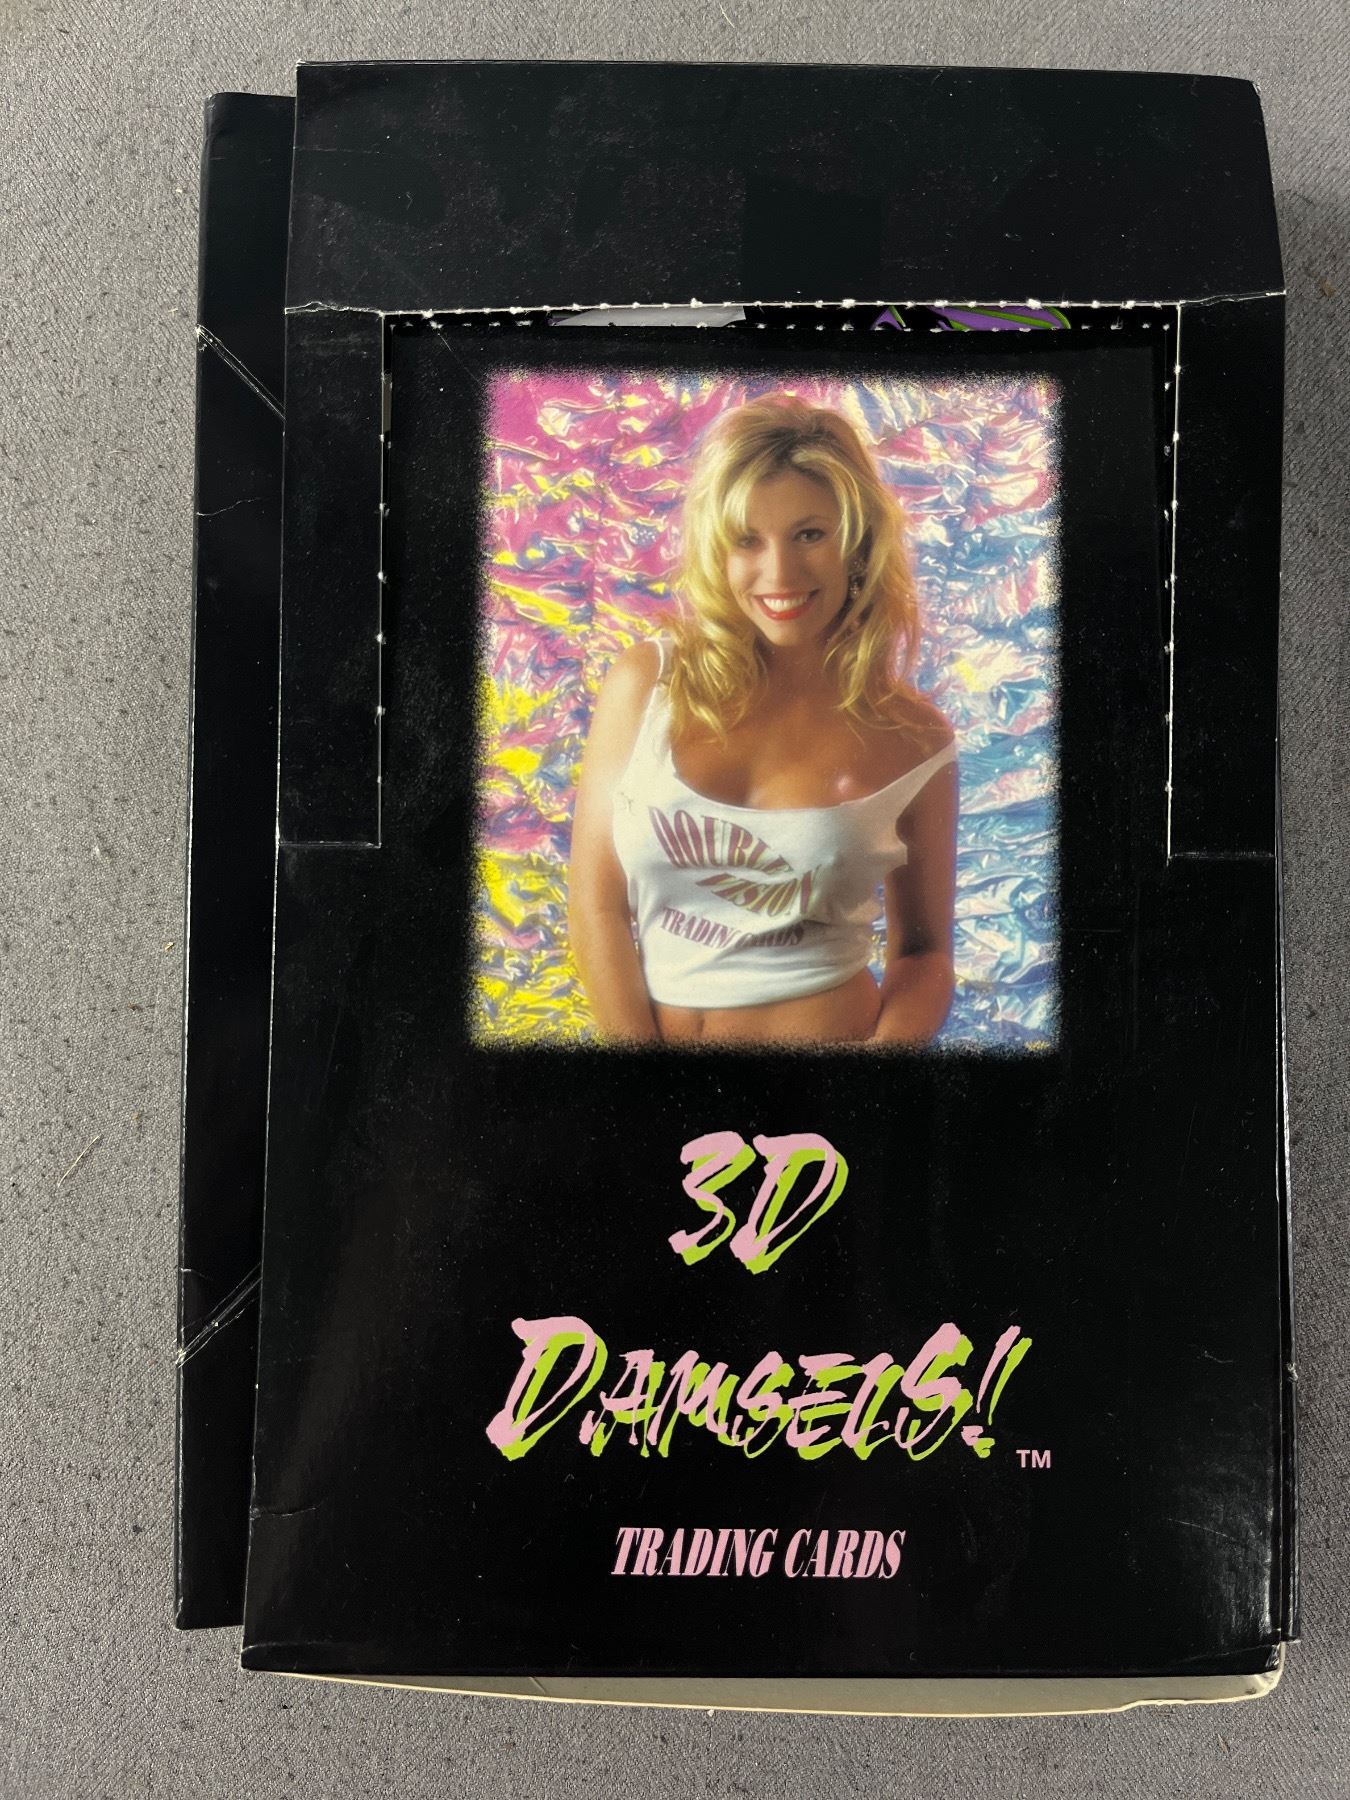 DOUBLE
VISION
TRADING CARDS
3D
DAMSELS!™
TRADING CARDS